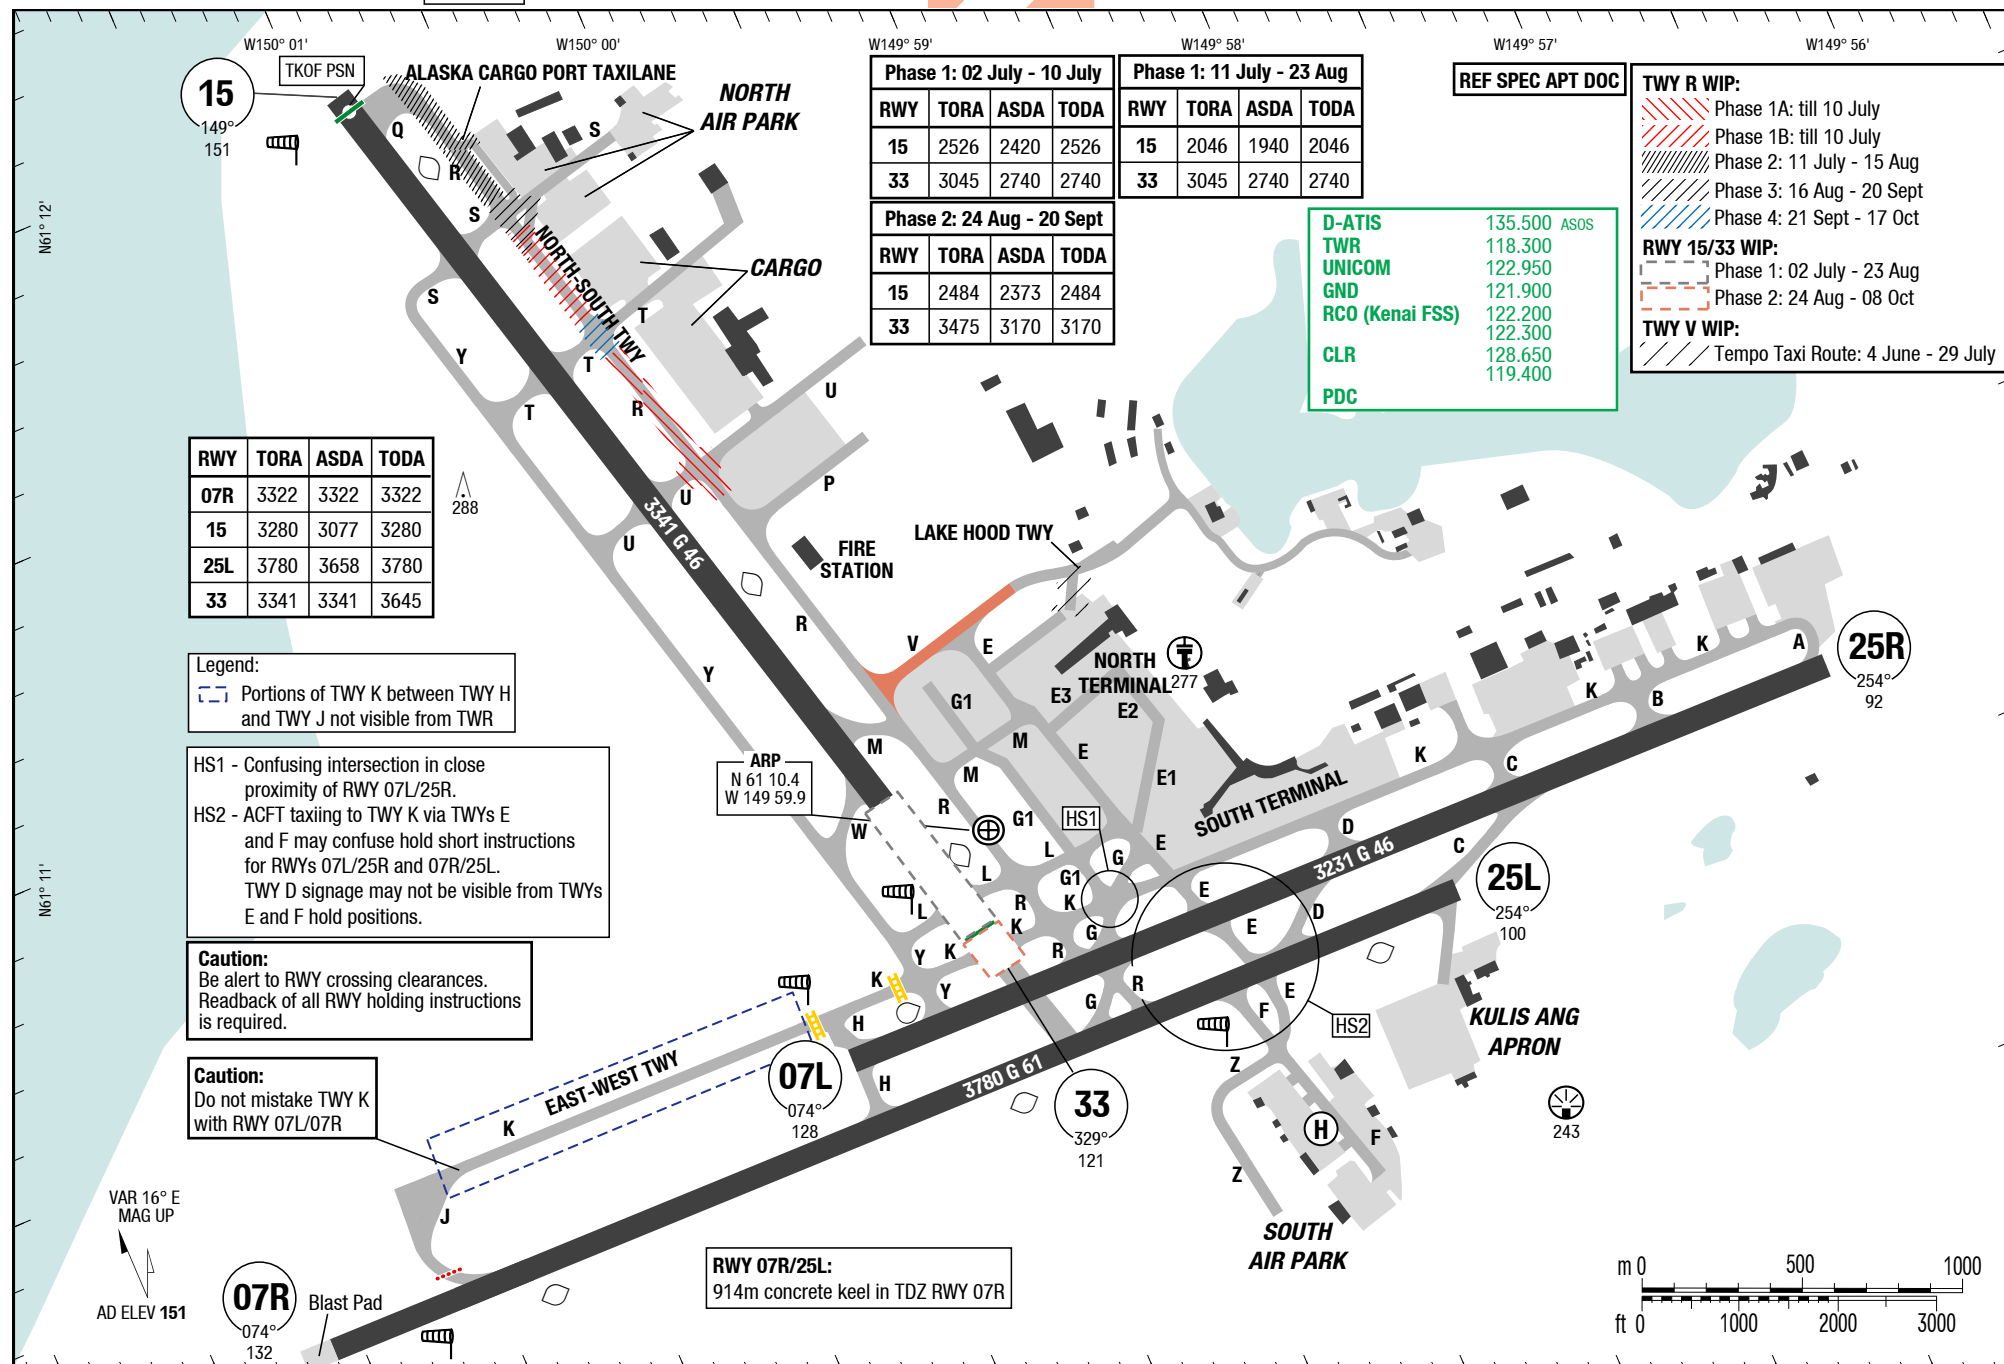 W150° 01'
W150° 00'
W149° 59'
W149° 58'
W149° 57'
W149° 56'
N61° 12'
N61° 11'
15
149°
151
TKOF PSN
ALASKA CARGO PORT TAXILANE
NORTH
AIR PARK
CARGO
NORTH-SOUTH TWY
Phase 1: 02 July - 10 July
RWY TORA ASDA TODA
15 2526 2420 2526
33 3045 2740 2740
Phase 1: 11 July - 23 Aug
RWY TORA ASDA TODA
15 2046 1940 2046
33 3045 2740 2740
Phase 2: 24 Aug - 20 Sept
RWY TORA ASDA TODA
15 2484 2373 2484
33 3475 3170 3170
REF SPEC APT DOC
TWY R WIP:
Phase 1A: till 10 July
Phase 1B: till 10 July
Phase 2: 11 July - 15 Aug
Phase 3: 16 Aug - 20 Sept
Phase 4: 21 Sept - 17 Oct
RWY 15/33 WIP:
Phase 1: 02 July - 23 Aug
Phase 2: 24 Aug - 08 Oct
TWY V WIP:
Tempo Taxi Route: 4 June - 29 July
D-ATIS 135.500 ASOS
TWR 118.300
UNICOM 122.950
GND 121.900
RCO (Kenai FSS) 122.200
122.300
CLR 128.650
119.400
PDC
Q
R
S
S
S
Y
T
T
T
R
U
U
U
P
3341 G 46
RWY TORA ASDA TODA
07R 3322 3322 3322
15 3280 3077 3280
25L 3780 3658 3780
33 3341 3341 3645
288
FIRE
STATION
LAKE HOOD TWY
R
V
E
Y
G1
E3
NORTH
TERMINAL
277
E2
M
M
M
E
E1
SOUTH TERMINAL
Legend:
Portions of TWY K between TWY H
and TWY J not visible from TWR
HS1 - Confusing intersection in close
proximity of RWY 07L/25R.
HS2 - ACFT taxiing to TWY K via TWYs E
and F may confuse hold short instructions
for RWYs 07L/25R and 07R/25L.
TWY D signage may not be visible from TWYs
E and F hold positions.
Caution:
Be alert to RWY crossing clearances.
Readback of all RWY holding instructions
is required.
Caution:
Do not mistake TWY K
with RWY 07L/07R
ARP
N 61 10.4
W 149 59.9
W
R
G1
HS1
L
L
L
G
E
G1
K
R
K
K
Y
K
Y
R
G
G
R
E
E
E
F
D
D
C
C
K
K
K
B
A
3231 G 46
25R
254°
92
25L
254°
100
HS2
KULIS ANG
APRON
243
H
H
EAST-WEST TWY
K
J
07L
074°
128
3780 G 61
33
329°
121
Z
Z
H
F
SOUTH
AIR PARK
VAR 16° E
MAG UP
AD ELEV 151
07R
074°
132
Blast Pad
RWY 07R/25L:
914m concrete keel in TDZ RWY 07R
m 0 500 1000
ft 0 1000 2000 3000